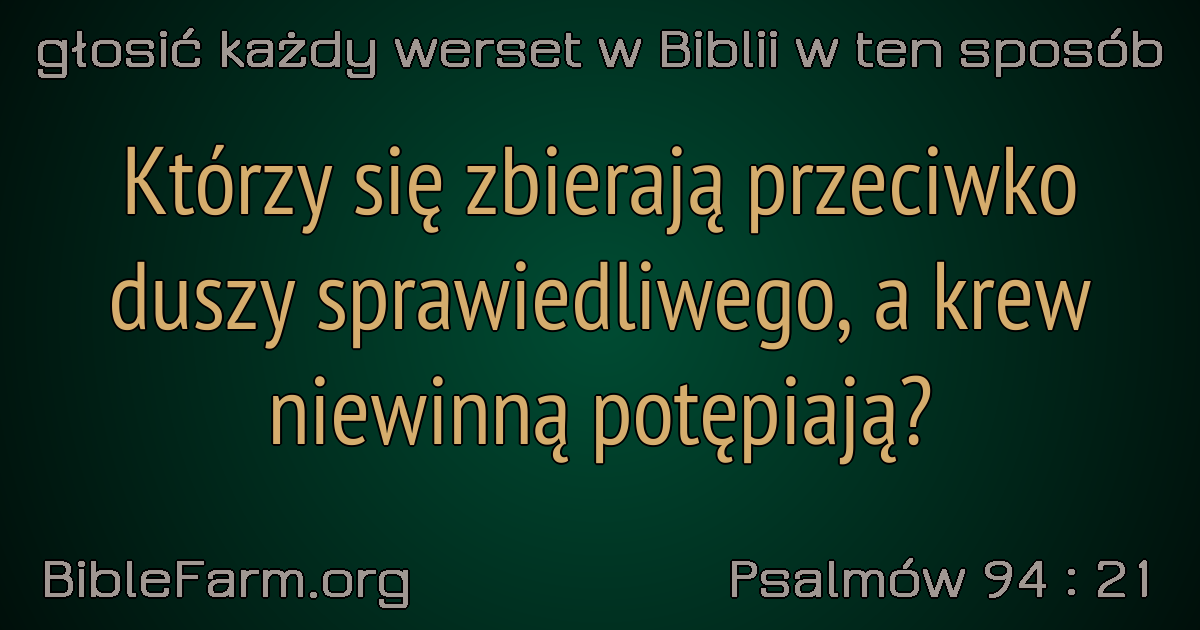 głosić każdy werset w Biblii w ten sposób
Którzy się zbierają przeciwko
duszy sprawiedliwego, a krew
niewinną potępiają?
BibleFarm.org
Psalmów 94 : 21